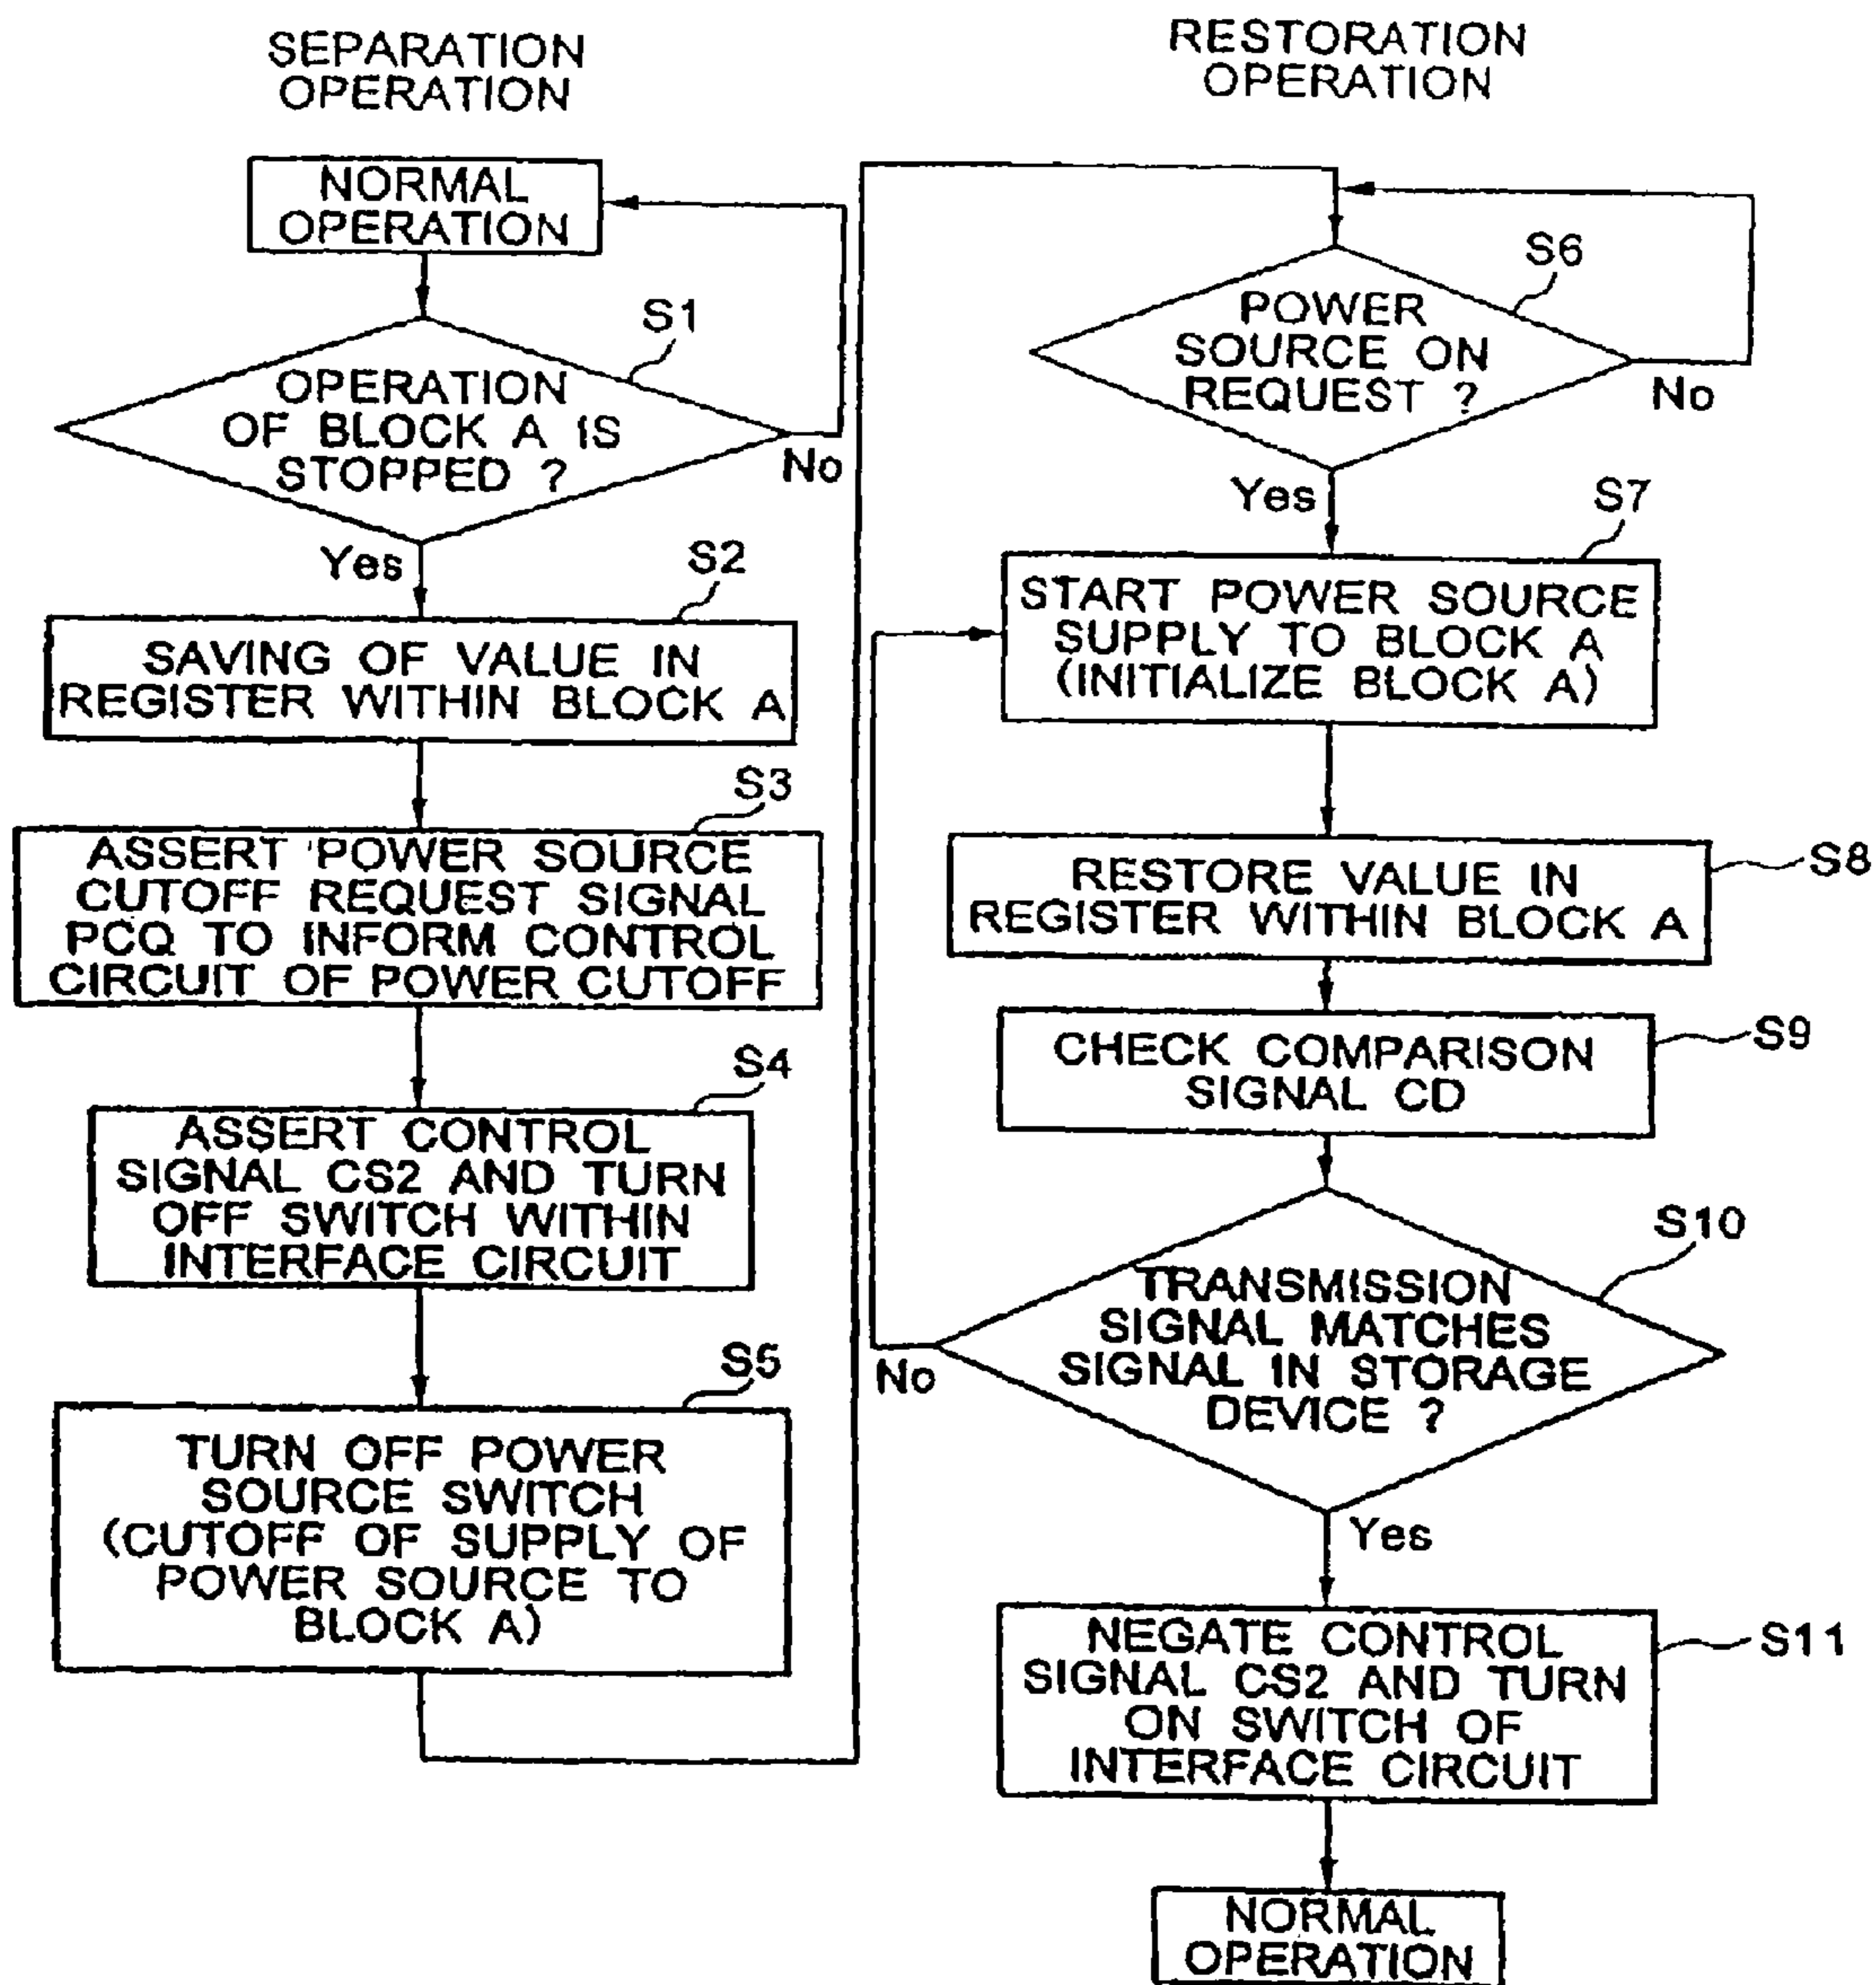 SEPARATION
OPERATION
NORMAL
OPERATION
S1
OPERATION
OF BLOCK A IS
STOPPED ?
No
Yes
S2
SAVING OF VALUE IN
REGISTER WITHIN BLOCK A
S3
ASSERT POWER SOURCE
CUTOFF REQUEST SIGNAL
PCQ TO INFORM CONTROL
CIRCUIT OF POWER CUTOFF
S4
ASSERT CONTROL
SIGNAL CS2 AND TURN
OFF SWITCH WITHIN
INTERFACE CIRCUIT
S5
TURN OFF POWER
SOURCE SWITCH
(CUTOFF OF SUPPLY OF
POWER SOURCE TO
BLOCK A)
RESTORATION
OPERATION
S6
POWER
SOURCE ON
REQUEST ?
No
Yes
S7
START POWER SOURCE
SUPPLY TO BLOCK A
(INITIALIZE BLOCK A)
S8
RESTORE VALUE IN
REGISTER WITHIN BLOCK A
S9
CHECK COMPARISON
SIGNAL CD
S10
TRANSMISSION
SIGNAL MATCHES
SIGNAL IN STORAGE
DEVICE ?
No
Yes
S11
NEGATE CONTROL
SIGNAL CS2 AND TURN
ON SWITCH OF
INTERFACE CIRCUIT
NORMAL
OPERATION